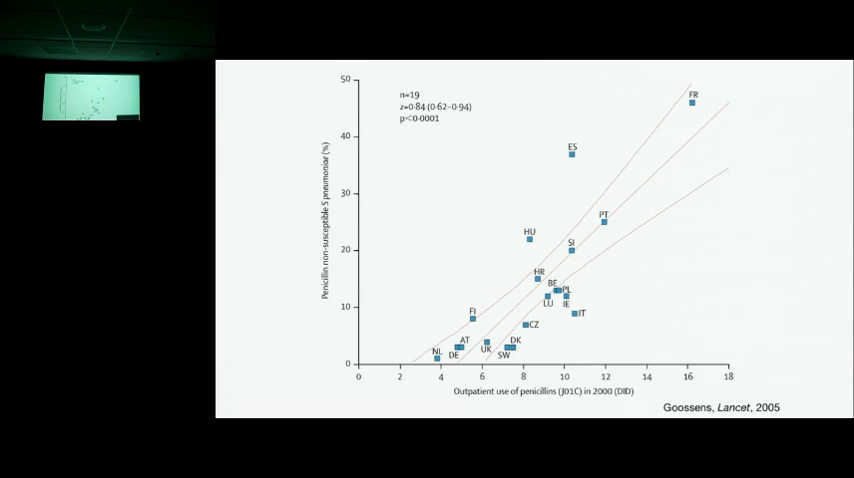 50
40
30
20
10
0
Penicillin non-susceptible S pneumoniae (%)
n=19
z=0·84 (0·62–0·94)
p<0·0001
FR
ES
PT
HU
SI
HR
BE
PL
LU
IE
IT
FI
CZ
AT
DK
NL
DE
UK
SW
0 2 4 6 8 10 12 14 16 18
Outpatient use of penicillins (J01C) in 2000 (DID)
Goossens, Lancet, 2005